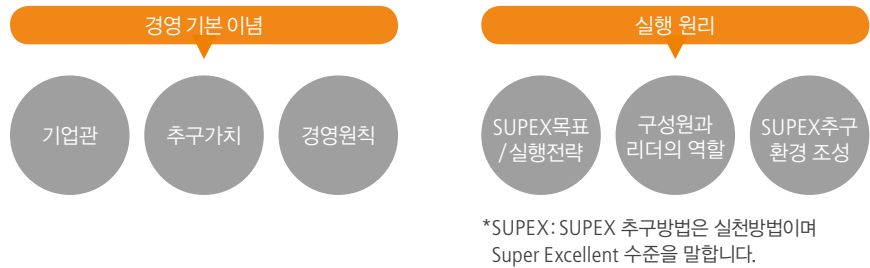 경영 기본 이념
기업관
추구가치
경영원칙
실행 원리
SUPEX목표
/실행전략
구성원과
리더의 역할
SUPEX추구
환경 조성
*SUPEX: SUPEX 추구방법은 실천방법이며
Super Excellent 수준을 말합니다.